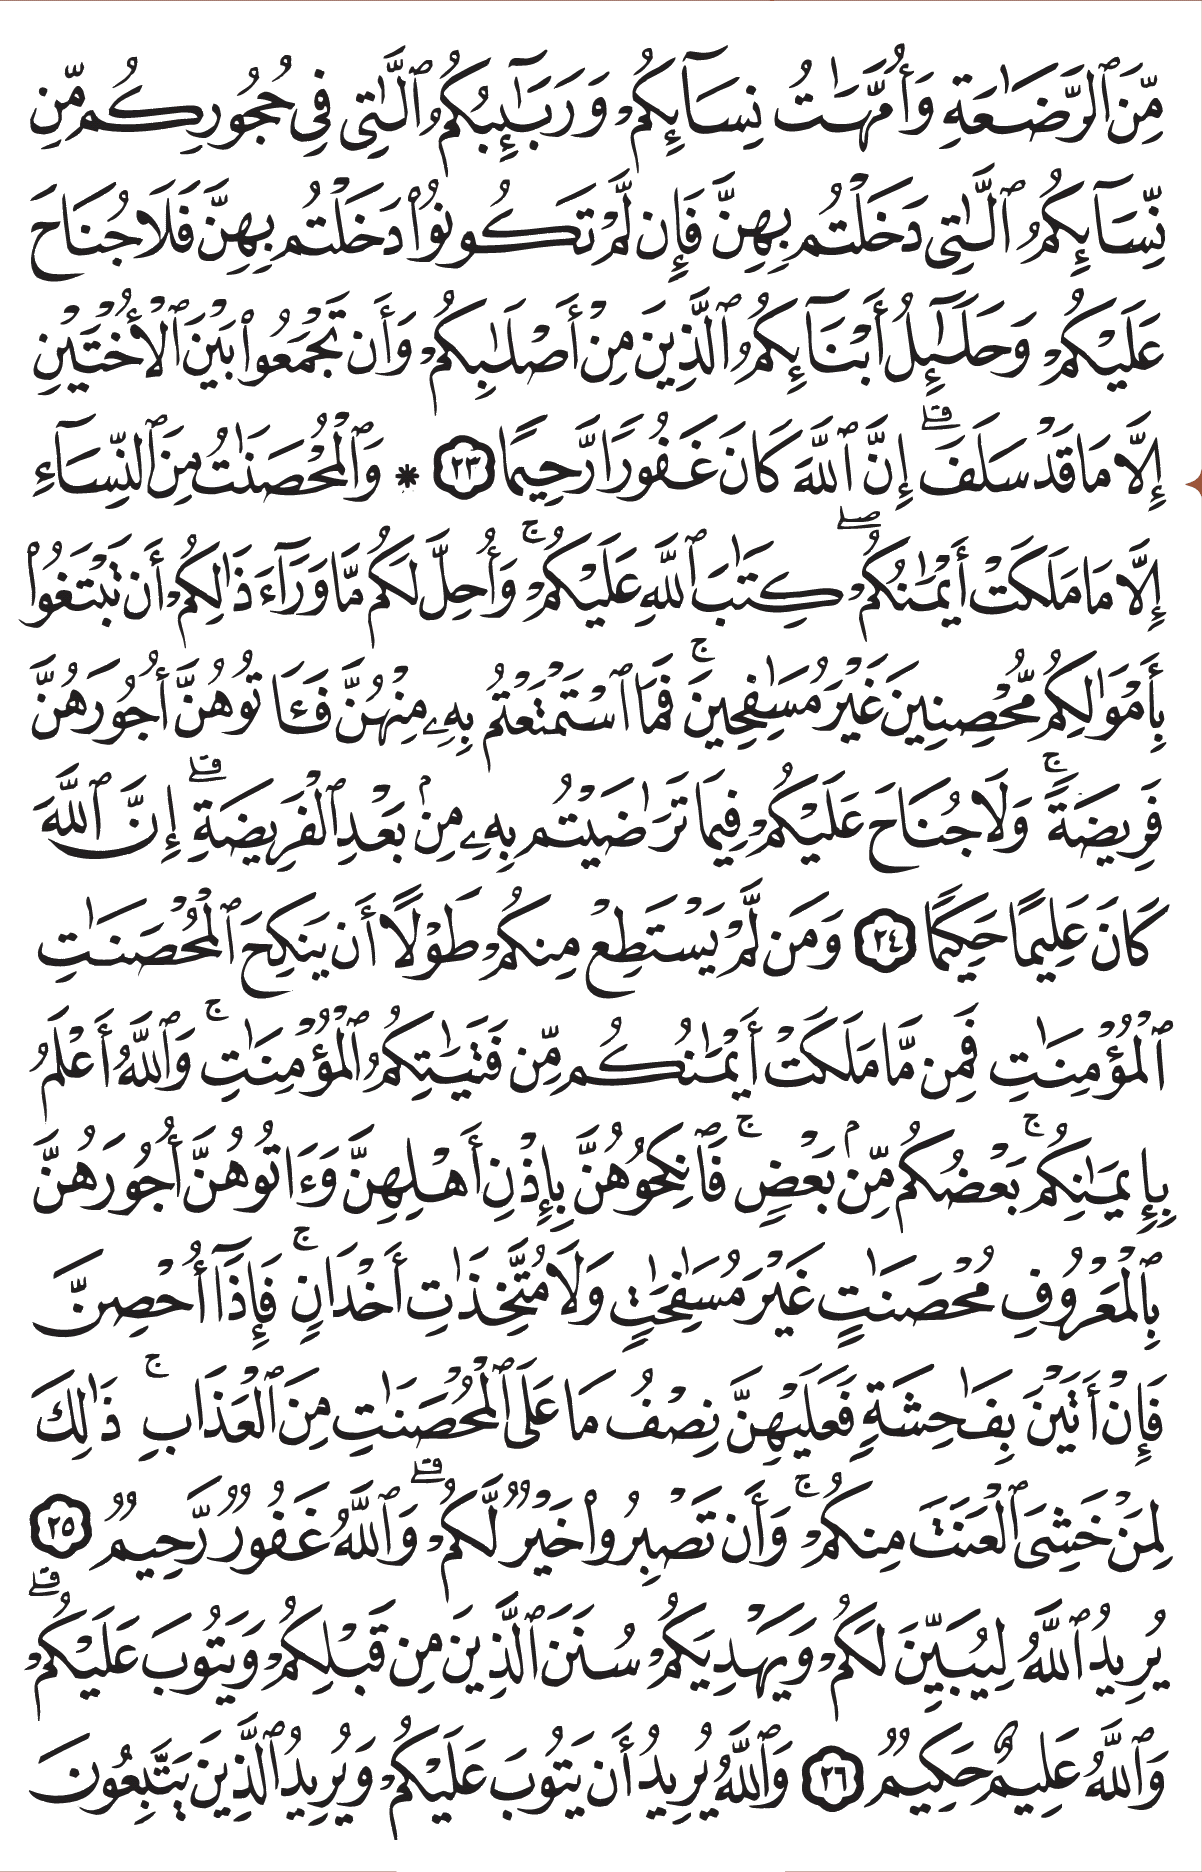 مِّنَ ٱلرَّضَٰعَةِ وَأُمَّهَٰتُ نِسَآئِكُمْ وَرَبَٰٓئِبُكُمُ ٱلَّٰتِى فِى حُجُورِكُم مِّن
نِّسَآئِكُمُ ٱلَّٰتِى دَخَلْتُم بِهِنَّ فَإِن لَّمْ تَكُونُوا۟ دَخَلْتُم بِهِنَّ فَلَا جُنَاحَ
عَلَيْكُمْ وَحَلَٰٓئِلُ أَبْنَآئِكُمُ ٱلَّذِينَ مِنْ أَصْلَٰبِكُمْ وَأَن تَجْمَعُوا۟ بَيْنَ ٱلْأُخْتَيْنِ
إِلَّا مَا قَدْ سَلَفَ ۗ إِنَّ ٱللَّهَ كَانَ غَفُورًا رَّحِيمًا ٢٣ * وَٱلْمُحْصَنَٰتُ مِنَ ٱلنِّسَآءِ
إِلَّا مَا مَلَكَتْ أَيْمَٰنُكُمْ ۖ كِتَٰبَ ٱللَّهِ عَلَيْكُمْ ۚ وَأُحِلَّ لَكُم مَّا وَرَآءَ ذَٰلِكُمْ أَن تَبْتَغُوا۟
بِأَمْوَٰلِكُم مُّحْصِنِينَ غَيْرَ مُسَٰفِحِينَ ۚ فَمَا ٱسْتَمْتَعْتُم بِهِۦ مِنْهُنَّ فَـَٔاتُوهُنَّ أُجُورَهُنَّ
فَرِيضَةً ۚ وَلَا جُنَاحَ عَلَيْكُمْ فِيمَا تَرَٰضَيْتُم بِهِۦ مِنۢ بَعْدِ ٱلْفَرِيضَةِ ۗ إِنَّ ٱللَّهَ
كَانَ عَلِيمًا حَكِيمًا ٢٤ وَمَن لَّمْ يَسْتَطِعْ مِنكُمْ طَوْلًا أَن يَنكِحَ ٱلْمُحْصَنَٰتِ
ٱلْمُؤْمِنَٰتِ فَمِن مَّا مَلَكَتْ أَيْمَٰنُكُم مِّن فَتَيَٰتِكُمُ ٱلْمُؤْمِنَٰتِ ۚ وَٱللَّهُ أَعْلَمُ
بِإِيمَٰنِكُم ۚ بَعْضُكُم مِّنۢ بَعْضٍ ۚ فَٱنكِحُوهُنَّ بِإِذْنِ أَهْلِهِنَّ وَءَاتُوهُنَّ أُجُورَهُنَّ
بِٱلْمَعْرُوفِ مُحْصَنَٰتٍ غَيْرَ مُسَٰفِحَٰتٍ وَلَا مُتَّخِذَٰتِ أَخْدَانٍ ۚ فَإِذَآ أُحْصِنَّ
فَإِنْ أَتَيْنَ بِفَٰحِشَةٍ فَعَلَيْهِنَّ نِصْفُ مَا عَلَى ٱلْمُحْصَنَٰتِ مِنَ ٱلْعَذَابِ ۚ ذَٰلِكَ
لِمَنْ خَشِىَ ٱلْعَنَتَ مِنكُمْ ۚ وَأَن تَصْبِرُوا۟ خَيْرٌ لَّكُمْ ۗ وَٱللَّهُ غَفُورٌ رَّحِيمٌ ٢٥
يُرِيدُ ٱللَّهُ لِيُبَيِّنَ لَكُمْ وَيَهْدِيَكُمْ سُنَنَ ٱلَّذِينَ مِن قَبْلِكُمْ وَيَتُوبَ عَلَيْكُمْ ۗ
وَٱللَّهُ عَلِيمٌ حَكِيمٌ ٢٦ وَٱللَّهُ يُرِيدُ أَن يَتُوبَ عَلَيْكُمْ وَيُرِيدُ ٱلَّذِينَ يَتَّبِعُونَ